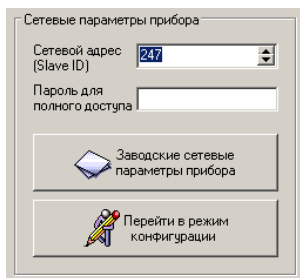 Сетевые параметры прибора
Сетевой адрес
(Slave ID)
247
Пароль для
полного доступа
Заводские сетевые
параметры прибора
Перейти в режим
конфигурации